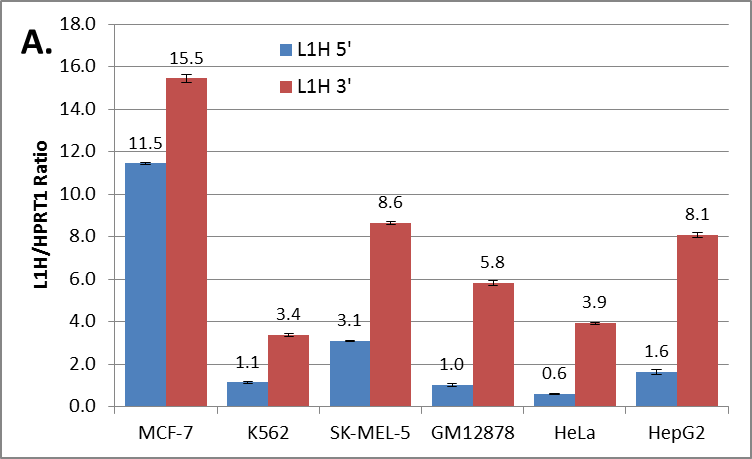 A.
L1H 5'
L1H 3'
L1H/HPRT1 Ratio
18.0
16.0
14.0
12.0
10.0
8.0
6.0
4.0
2.0
0.0
11.5
15.5
1.1
3.4
3.1
8.6
1.0
5.8
0.6
3.9
1.6
8.1
MCF-7
K562
SK-MEL-5
GM12878
HeLa
HepG2